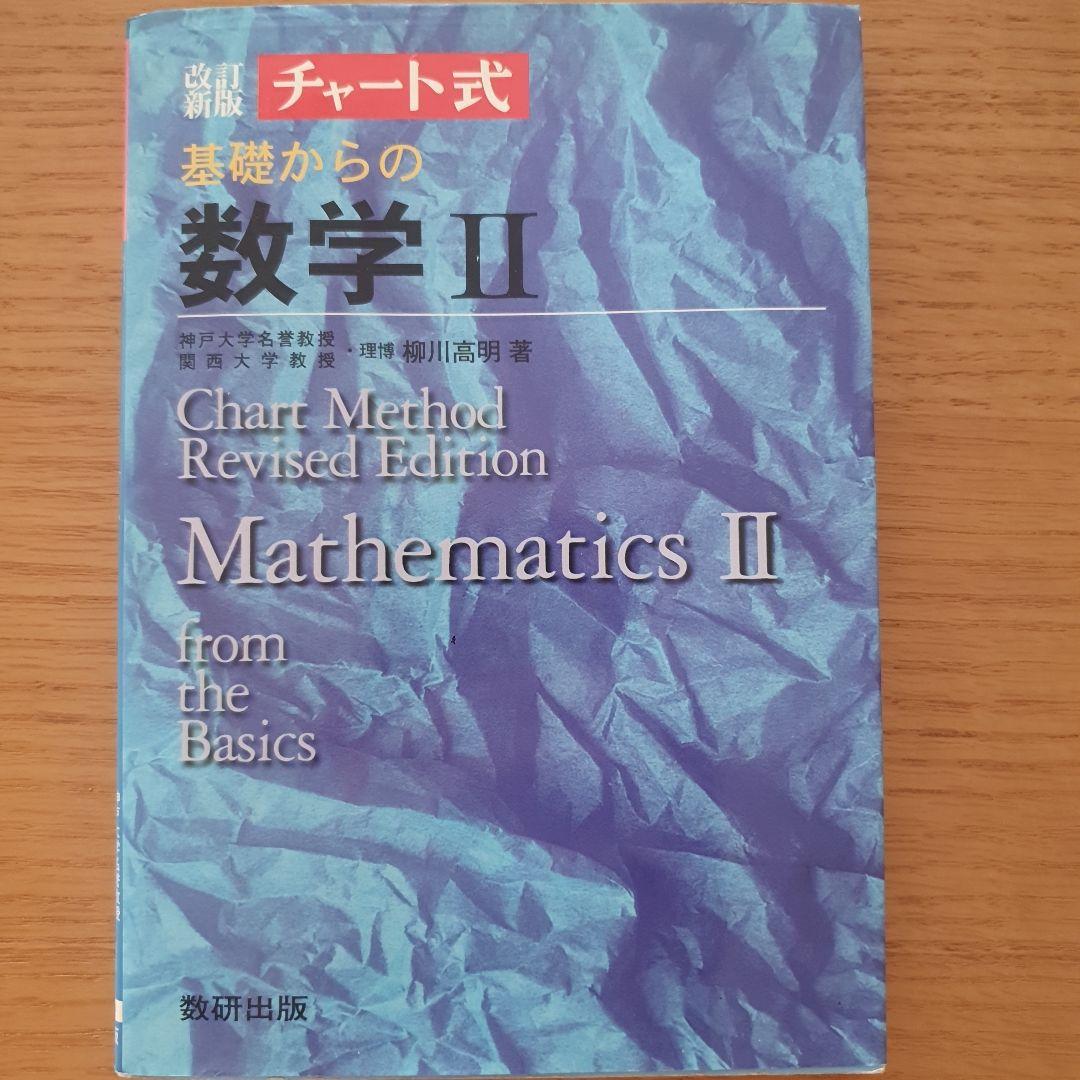 改訂
新版
チャート式
基礎からの
数学 II
神戸大学名誉教授
関西大学教授
・理博 柳川高明 著
Chart Method
Revised Edition
Mathematics II
from
the
Basics
数研出版